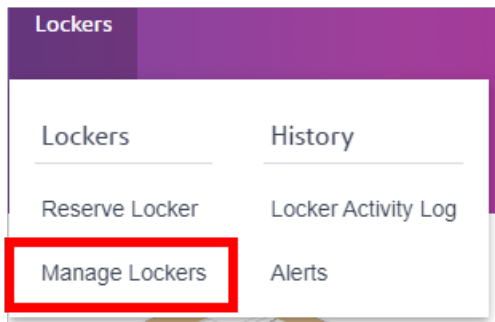 Lockers
Lockers
Reserve Locker
Manage Lockers
History
Locker Activity Log
Alerts